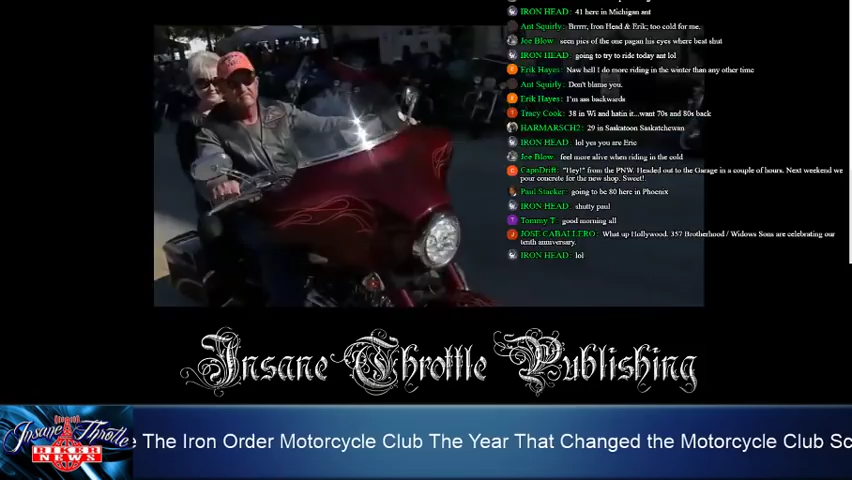 IRON HEAD: 41 here in Michigan ant
Ant Squirly: Brrrr, Iron Head & Erik; too cold for me.
Joe Blow: seen pics of the one pagan his eyes where beat shut
IRON HEAD: going to try to ride today ant lol
Erik Hayes: Naw hell I do more riding in the winter than any other time
Ant Squirly: Don't blame you.
Erik Hayes: I'm ass backwards
Tracy Cook: 38 in Wi and hatin it...want 70s and 80s back
HARMARSCH2: 29 in Saskatoon Saskatchewan
IRON HEAD: lol yes you are Eric
Joe Blow: feel more alive when riding in the cold
CapnDrift: "Hey!" from the PNW. Headed out to the Garage in a couple of hours. Next weekend we
pour concrete for the new shop. Sweet!.
Paul Stacker: going to be 80 here in Phoenix
IRON HEAD: shutty paul
Tommy T: good morning all
JOSE CABALLERO: What up Hollywood. 357 Brotherhood / Widows Sons are celebrating our
tenth anniversary.
IRON HEAD: lol
Insane Throttle Publishing
Insane Throttle
BIKER
NEWS
e The Iron Order Motorcycle Club The Year That Changed the Motorcycle Club Sc